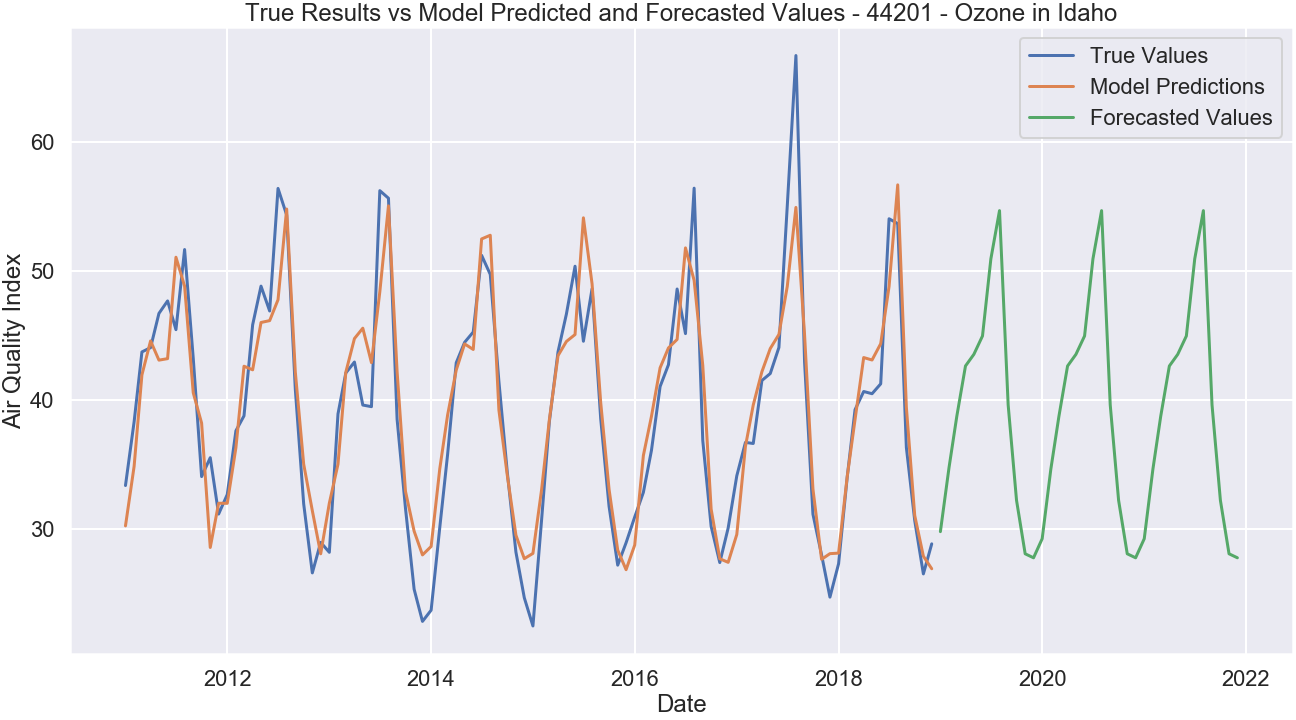 True Results vs Model Predicted and Forecasted Values - 44201 - Ozone in Idaho
True Values
Model Predictions
Forecasted Values
Air Quality Index
60
50
40
30
2012 2014 2016 2018 2020 2022
Date